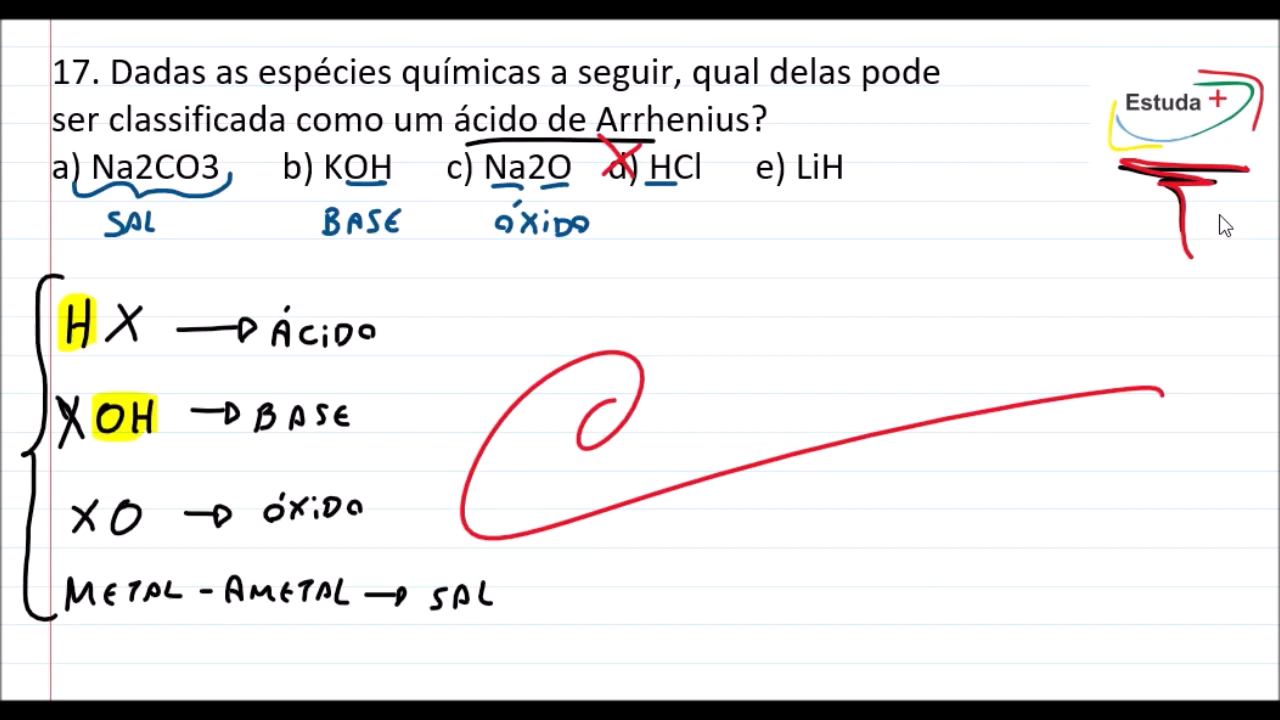 17. Dadas as espécies químicas a seguir, qual delas pode
ser classificada como um ácido de Arrhenius?
a) Na2CO3 b) KOH c) Na2O d) HCl e) LiH
SAL BASE ÓXIDO
Estuda +
HX → ÁCIDO
XOH → BASE
XO → ÓXIDO
METAL - AMETAL → SAL